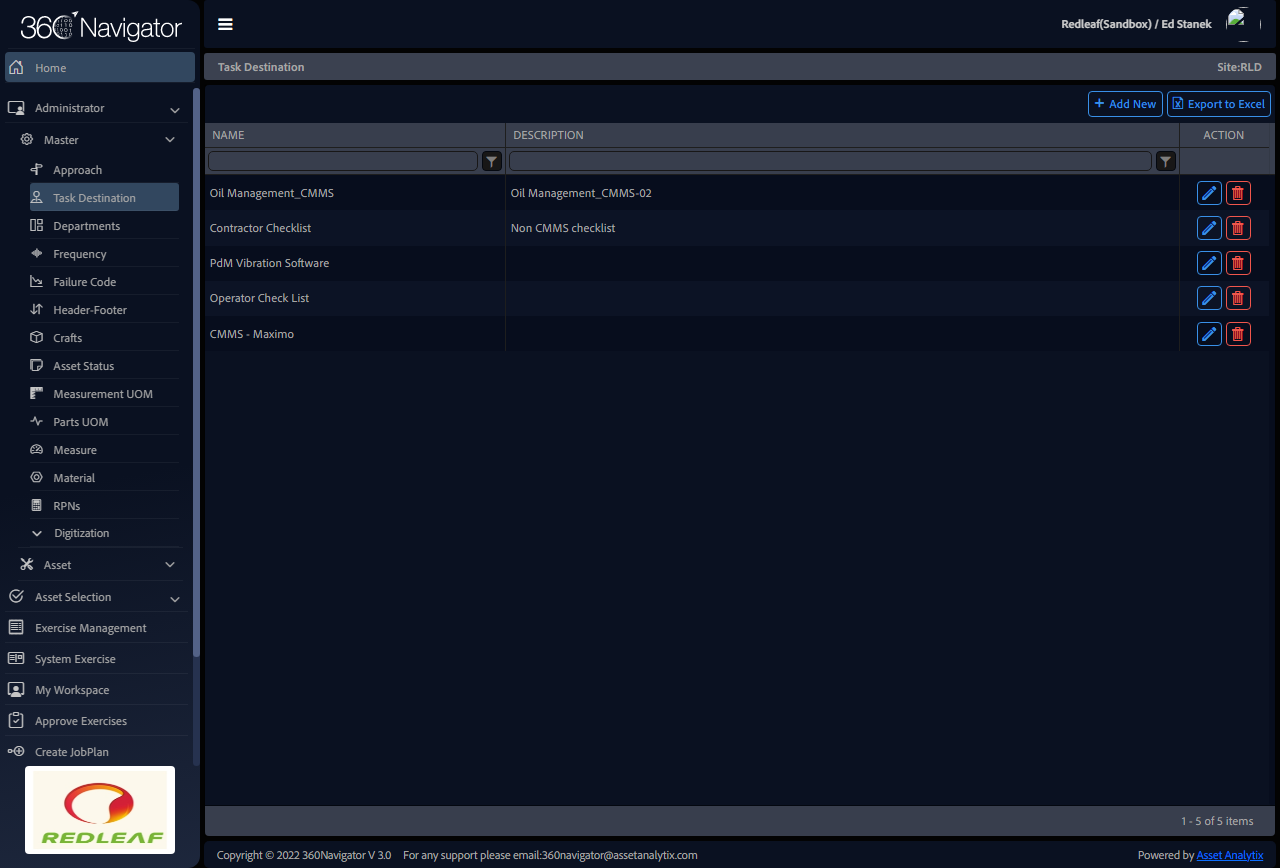 360 Navigator
Redleaf(Sandbox) / Ed Stanek
Home
Task Destination
Site:RLD
Administrator
Master
Approach
Task Destination
Departments
Frequency
Failure Code
Header-Footer
Crafts
Asset Status
Measurement UOM
Parts UOM
Measure
Material
RPNs
Digitization
Asset
Asset Selection
Exercise Management
System Exercise
My Workspace
Approve Exercises
Create JobPlan
REDLEAF
+ Add New
Export to Excel
NAME DESCRIPTION ACTION
Oil Management_CMMS Oil Management_CMMS-02
Contractor Checklist Non CMMS checklist
PdM Vibration Software
Operator Check List
CMMS - Maximo
1 - 5 of 5 items
Copyright © 2022 360Navigator V 3.0 For any support please email:360navigator@assetanalytix.com
Powered by Asset Analytix